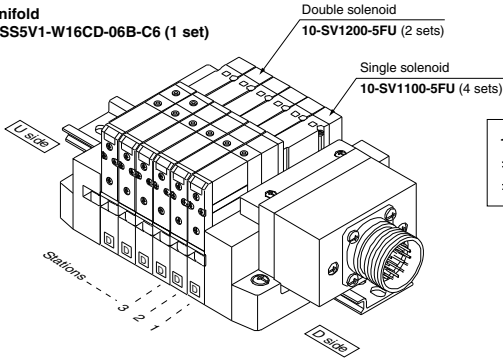 Double solenoid
10-SV1200-5FU (2 sets)
SS5V1-W16CD-06B-C6 (1 set)
Single solenoid
10-SV1100-5FU (4 sets)
U side
Stations
3
2
1
D side